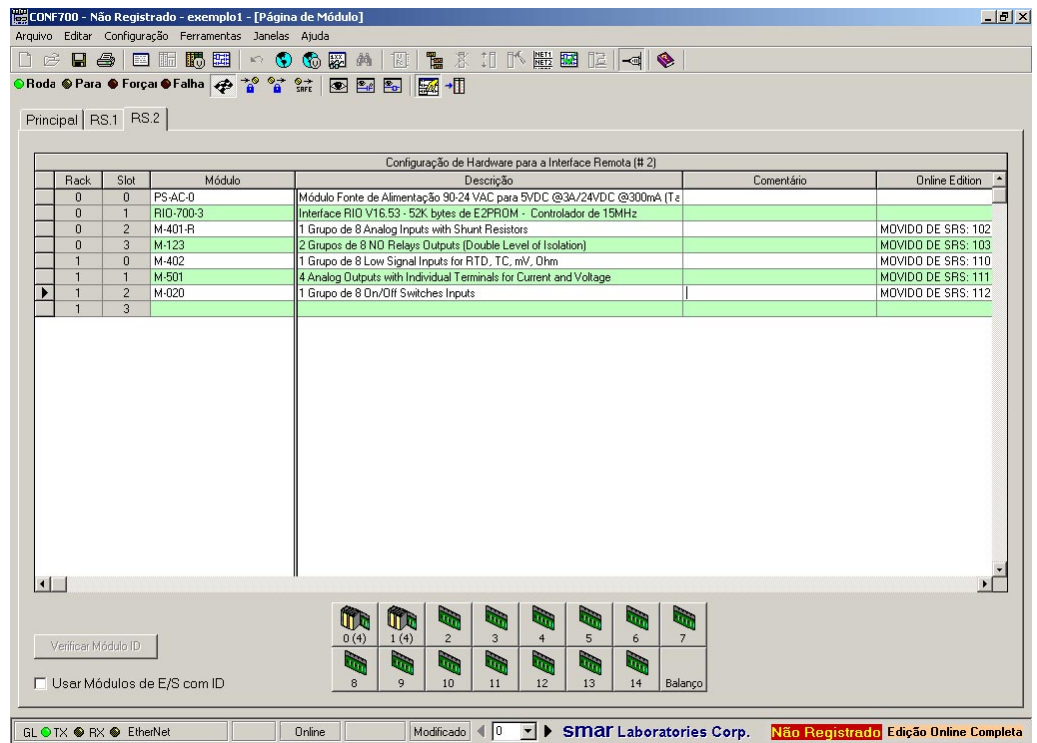 CONF700 - Não Registrado - exemplo1 - [Página de Módulo]
Arquivo Editar Configuração Ferramentas Janelas Ajuda
Roda Para Forçai Falha
Principal RS.1 RS.2
Configuração de Hardware para a Interface Remota (# 2)
Rack Slot Módulo Descrição Comentário Online Edition
0 0 PS-AC-0 Módulo Fonte de Alimentação 90-24 VAC para 5VDC @3A/24VDC @300mA (Ta
0 1 RIO-700-3 Interface RIO V16.53 - 52K bytes de E2PROM - Controlador de 15MHz
0 2 M-401-R 1 Grupo de 8 Analog Inputs with Shunt Resistors MOVIDO DE SRS: 102
0 3 M-123 2 Grupos de 8 NO Relays Outputs (Double Level of Isolation) MOVIDO DE SRS: 103
1 0 M-402 1 Grupo de 8 Low Signal Inputs for RTD, TC, mV, Ohm MOVIDO DE SRS: 110
1 1 M-501 4 Analog Outputs with Individual Terminals for Current and Voltage MOVIDO DE SRS: 111
1 2 M-020 1 Grupo de 8 On/Off Switches Inputs MOVIDO DE SRS: 112
1 3
0 (4) 1 (4) 2 3 4 5 6 7
Verificar Módulo ID
8 9 10 11 12 13 14 Balanço
Usar Módulos de E/S com ID
GL TX RX EtherNet Online Modificado 0 smar Laboratories Corp. Não Registrado Edição Online Completa